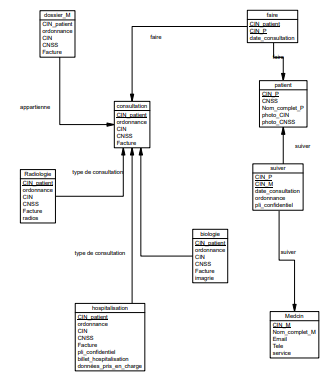 dossier_M
CIN_patient
ordonnance
CIN
CNSS
Facture
faire
CIN_patient
CIN_P
date_consultation
faire
faire
appartienne
consultation
CIN_patient
ordonnance
CIN
CNSS
Facture
patient
CIN_P
CNSS
Nom_complet_P
photo_CIN
photo_CNSS
suiver
type de consultation
Radiologie
CIN_patient
ordonnance
CIN
CNSS
Facture
radios
suiver
CIN_P
CIN_M
date_consultation
ordonnance
pli_confidentiel
biologie
CIN_patient
ordonnance
CIN
CNSS
Facture
imagrie
type de consultation
suiver
hospitalisation
CIN_patient
ordonnance
CIN
CNSS
Facture
pli_confidentiel
billet_hospitalisation
données_pris_en_charge
Medcin
CIN_M
Nom_complet_M
Email
Tele
service